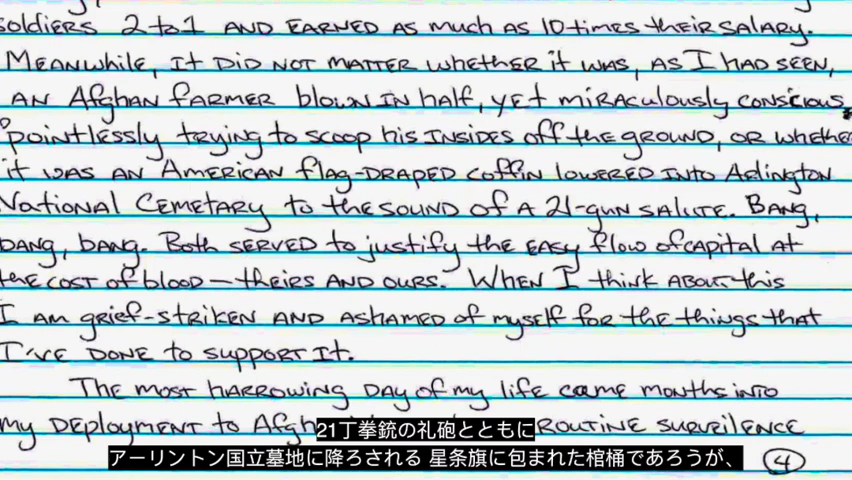 soldiers 2 to 1 AND EARNED AS much AS 10 times their SALARY.
MEANWHILE, it DiD NOT MATTER WhEthER it WAS, AS I HAD SEEN,
AN Afghan fARMER blown IN half, yet miRaculously conscious,
pointlessly trying to scoop his INSIDES off thE gROUND, OR whether
it was AN AMERICAN flag-DRAPED coffin lowERED INto ARlington
NATIONAL CEMETARY to the SOUND of A 21-gun SALUTE. BANG,
bANG, bANG. Both SERVED to justify the EASY flow of capital At
the cost of blood—theirs AND OURS. WHEN I think About this
I AM grief-stRiken AND ASHAMED of myself foR the things that
I'VE DONE to suppoRt It.
The most HARROWING DAY of my life came months into
my DEPloyment to ROUTINE SURVEILENCE
21丁拳銃の礼砲とともに
アーリントン国立墓地に降ろされる 星条旗に包まれた棺桶であろうが、
4